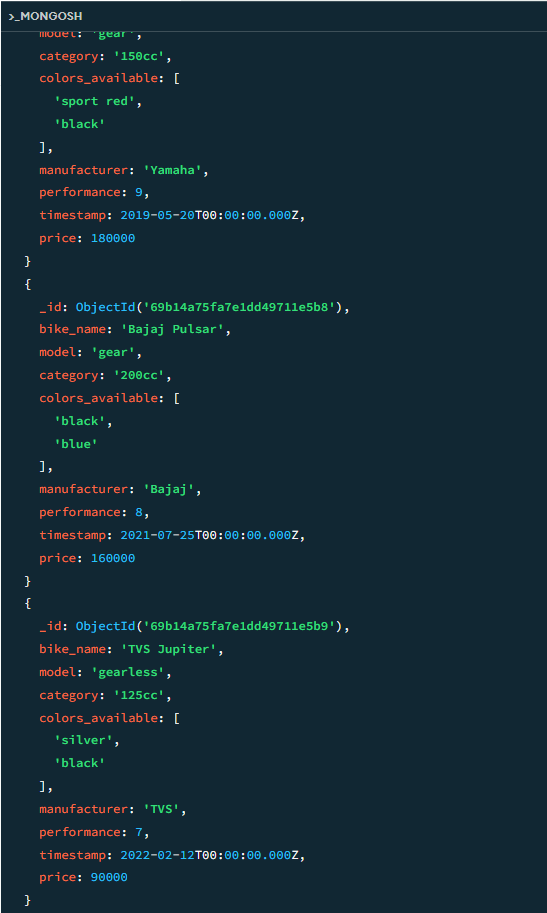 >_MONGOSH
model: 'gear',
category: '150cc',
colors_available: [
'sport red',
'black'
],
manufacturer: 'Yamaha',
performance: 9,
timestamp: 2019-05-20T00:00:00.000Z,
price: 180000
}
{
_id: ObjectId('69b14a75fa7e1dd49711e5b8'),
bike_name: 'Bajaj Pulsar',
model: 'gear',
category: '200cc',
colors_available: [
'black',
'blue'
],
manufacturer: 'Bajaj',
performance: 8,
timestamp: 2021-07-25T00:00:00.000Z,
price: 160000
}
{
_id: ObjectId('69b14a75fa7e1dd49711e5b9'),
bike_name: 'TVS Jupiter',
model: 'gearless',
category: '125cc',
colors_available: [
'silver',
'black'
],
manufacturer: 'TVS',
performance: 7,
timestamp: 2022-02-12T00:00:00.000Z,
price: 90000
}